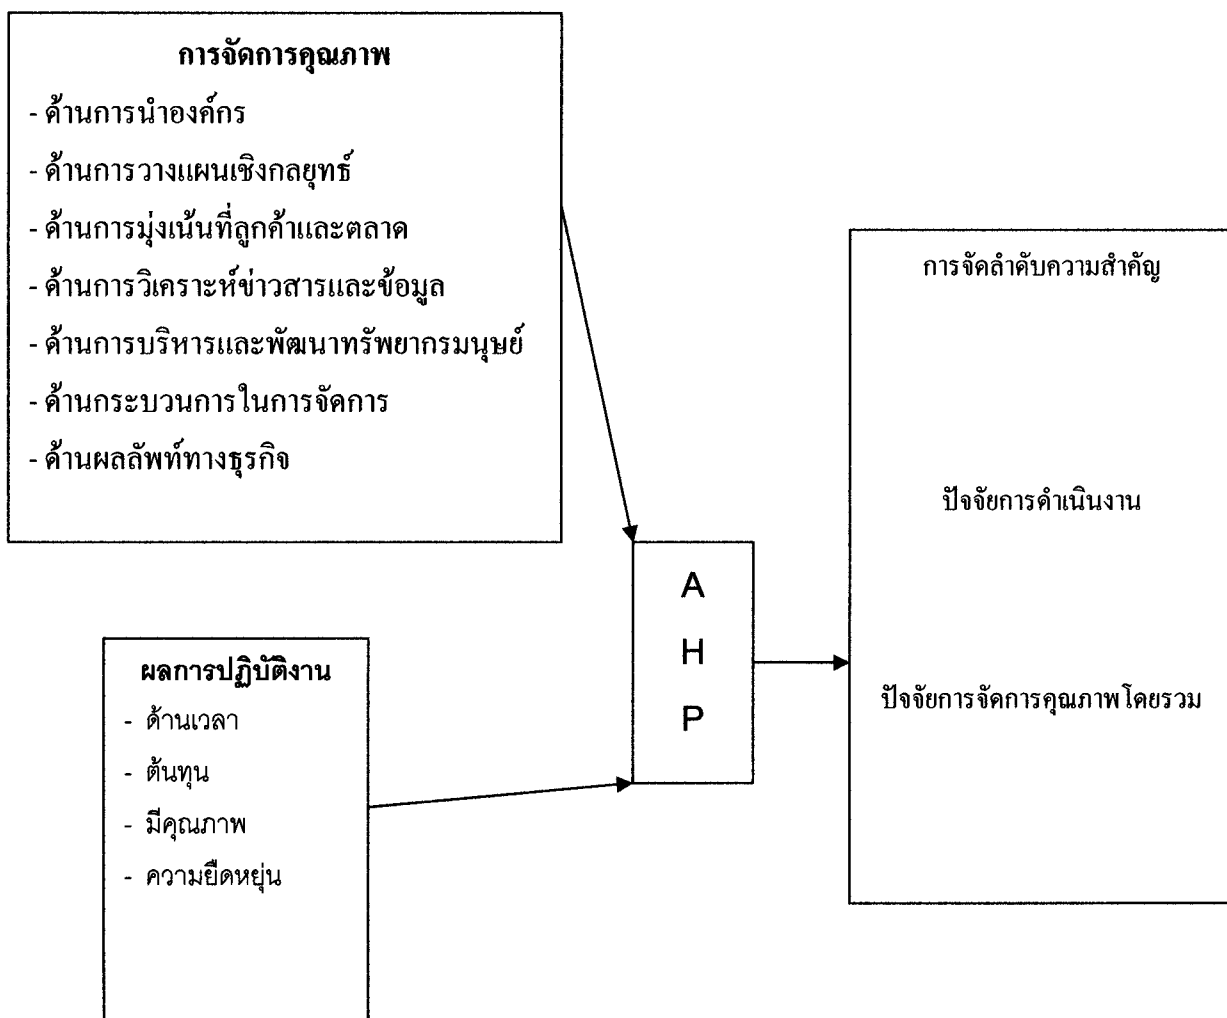 การจัดการคุณภาพ
- ด้านการนำองค์กร
- ด้านการวางแผนเชิงกลยุทธ์
- ด้านการมุ่งเน้นที่ลูกค้าและตลาด
- ด้านการวิเคราะห์ข่าวสารและข้อมูล
- ด้านการบริหารและพัฒนาทรัพยากรมนุษย์
- ด้านกระบวนการในการจัดการ
- ด้านผลลัพท์ทางธุรกิจ
ผลการปฏิบัติงาน
- ด้านเวลา
- ต้นทุน
- มีคุณภาพ
- ความยืดหยุ่น
A
H
P
การจัดลำดับความสำคัญ
ปัจจัยการดำเนินงาน
ปัจจัยการจัดการคุณภาพโดยรวม